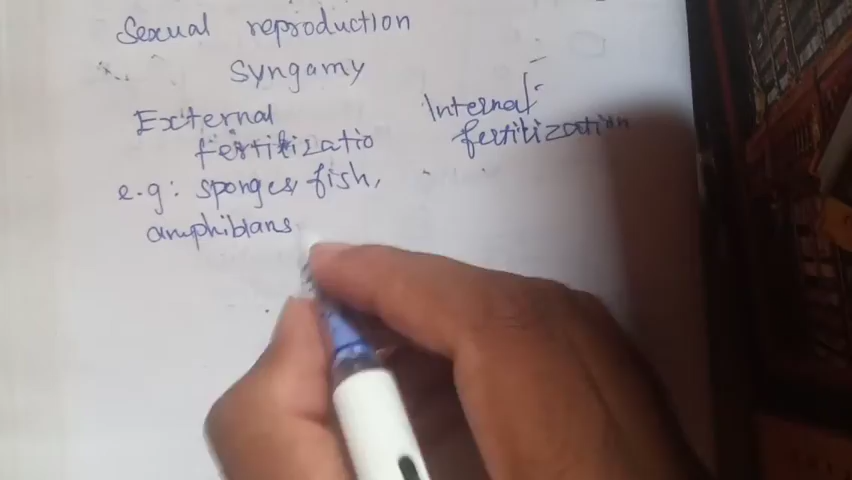 Sexual reproduction
Syngamy
External
fertilizatio
Internal
fertilization
e.g: sponges, fish,
amphibians